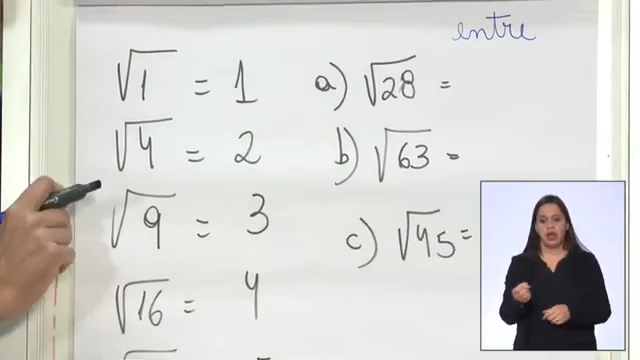 entre
√1 = 1
√4 = 2
√9 = 3
√16 = 4
a) √28 =
b) √63 =
c) √45 =